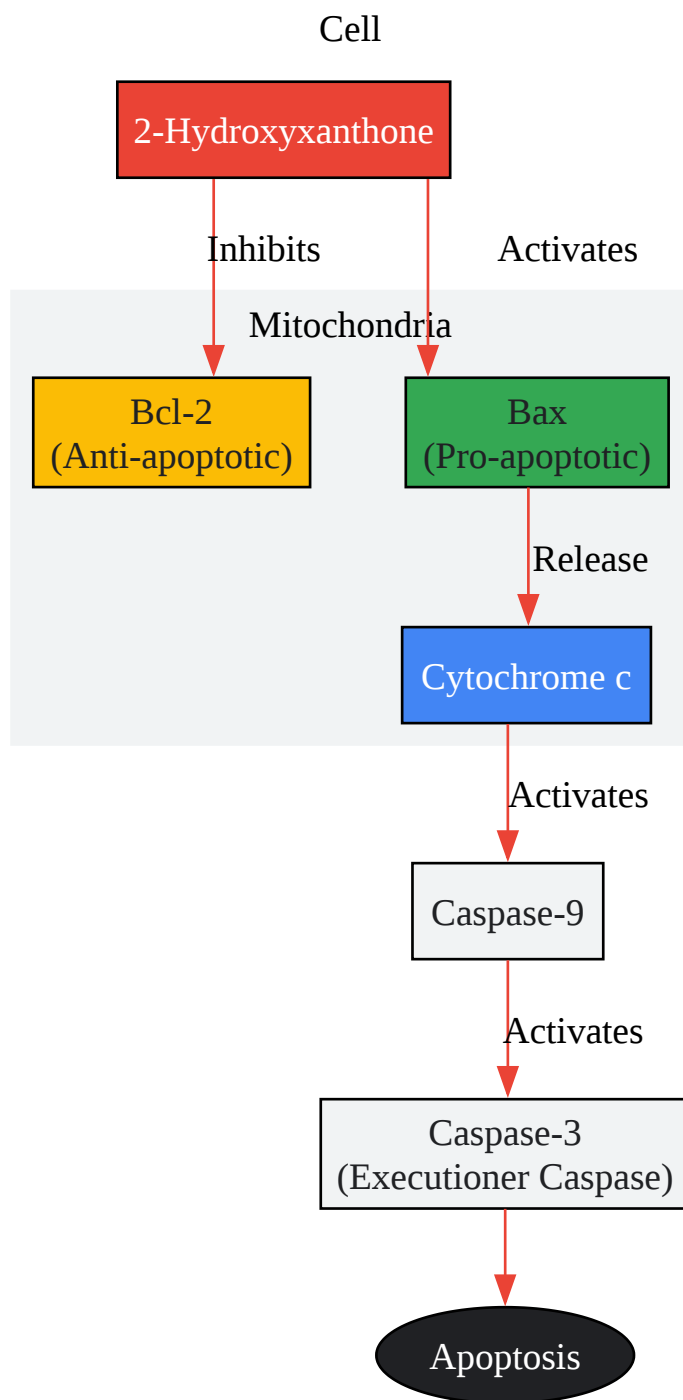 Cell
2-Hydroxyxanthone
Inhibits
Activates
Mitochondria
Bcl-2
(Anti-apoptotic)
Bax
(Pro-apoptotic)
Release
Cytochrome c
Activates
Caspase-9
Activates
Caspase-3
(Executioner Caspase)
Apoptosis